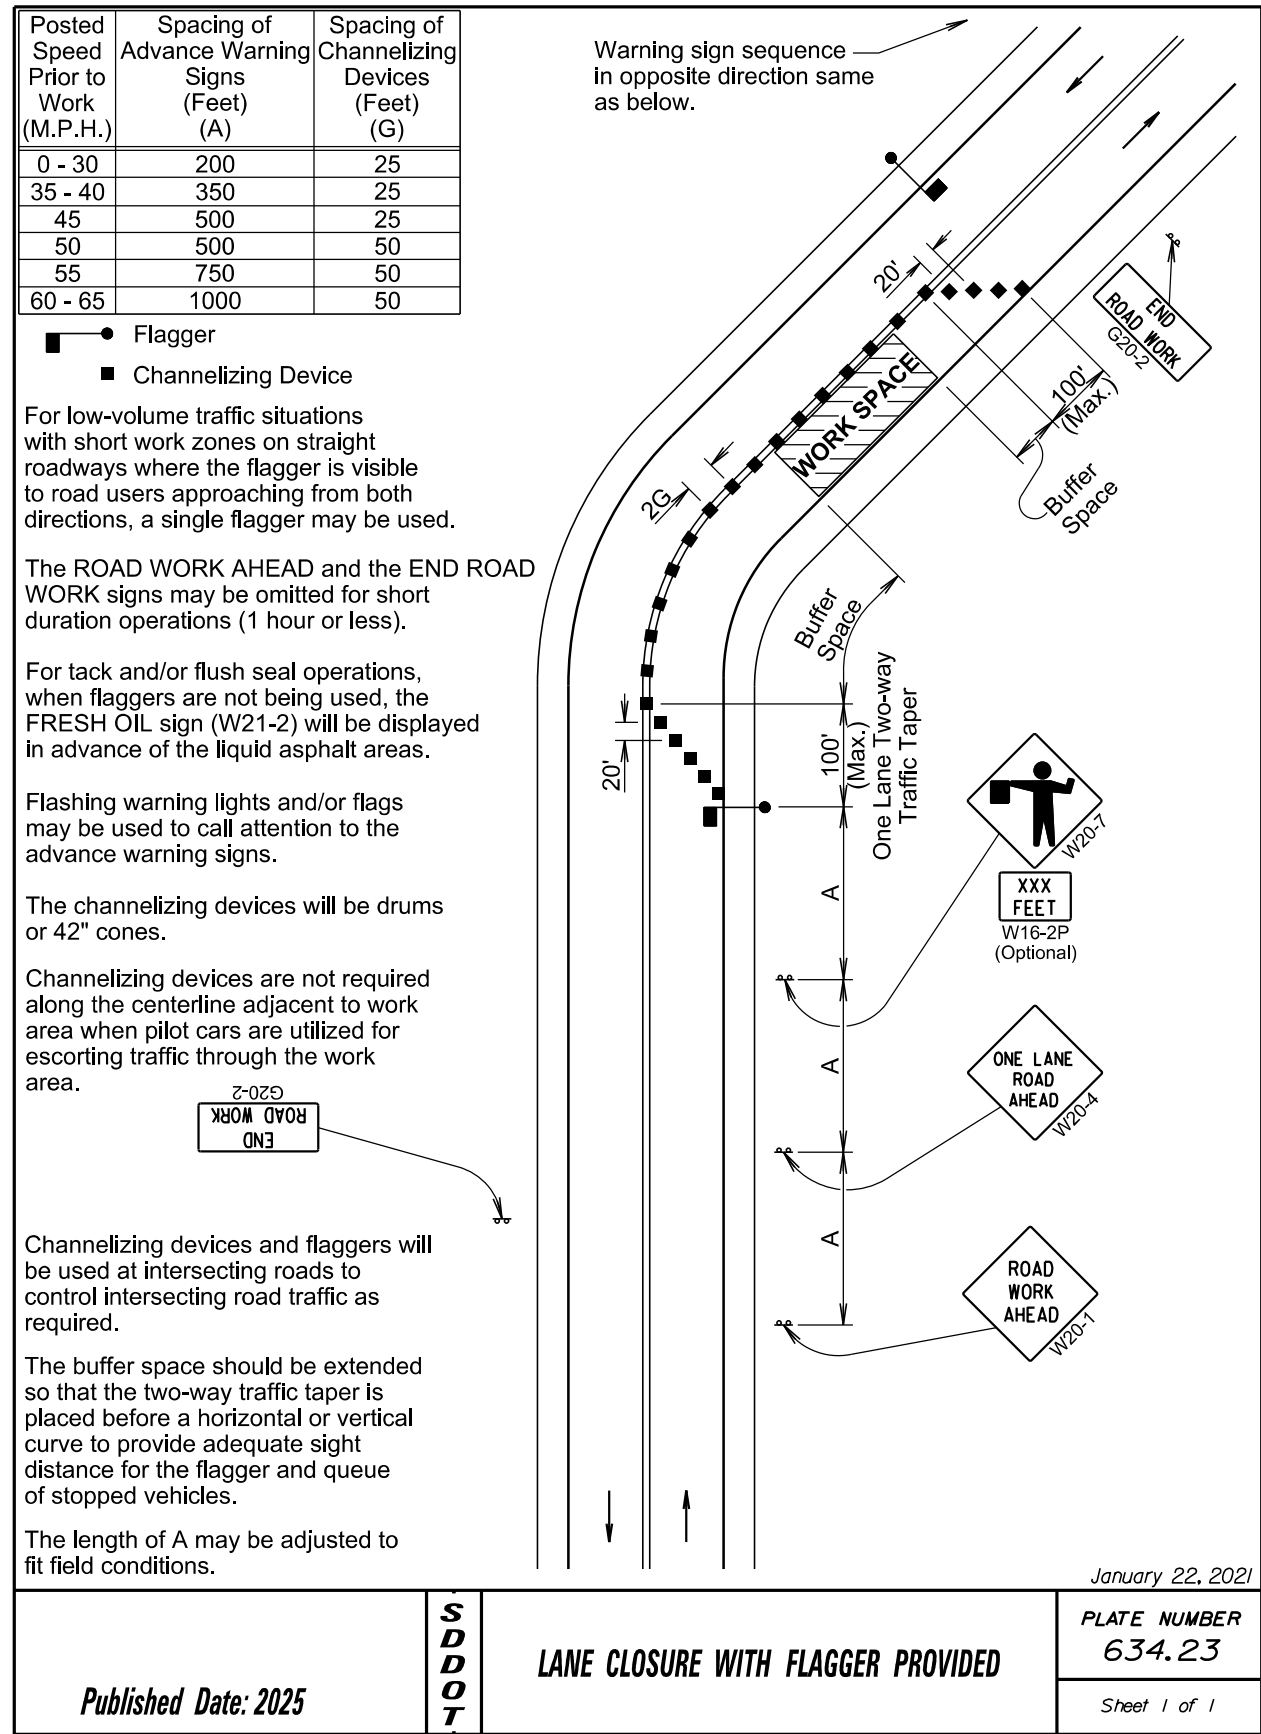 Posted
Speed
Prior to
Work
(M.P.H.)
Spacing of
Advance Warning
Signs
(Feet)
(A)
Spacing of
Channelizing
Devices
(Feet)
(G)
0 - 30 200 25
35 - 40 350 25
45 500 25
50 500 50
55 750 50
60 - 65 1000 50
Flagger
Channelizing Device
For low-volume traffic situations
with short work zones on straight
roadways where the flagger is visible
to road users approaching from both
directions, a single flagger may be used.
The ROAD WORK AHEAD and the END ROAD
WORK signs may be omitted for short
duration operations (1 hour or less).
For tack and/or flush seal operations,
when flaggers are not being used, the
FRESH OIL sign (W21-2) will be displayed
in advance of the liquid asphalt areas.
Flashing warning lights and/or flags
may be used to call attention to the
advance warning signs.
The channelizing devices will be drums
or 42" cones.
Channelizing devices are not required
along the centerline adjacent to work
area when pilot cars are utilized for
escorting traffic through the work
area.
END
ROAD WORK
G20-2
Channelizing devices and flaggers will
be used at intersecting roads to
control intersecting road traffic as
required.
The buffer space should be extended
so that the two-way traffic taper is
placed before a horizontal or vertical
curve to provide adequate sight
distance for the flagger and queue
of stopped vehicles.
The length of A may be adjusted to
fit field conditions.
Warning sign sequence
in opposite direction same
as below.
20'
END
ROAD WORK
G20-2
100'
(Max.)
Buffer
Space
WORK SPACE
2G
Buffer
Space
20'
100'
(Max.)
One Lane Two-way
Traffic Taper
A
A
A
W20-7
XXX
FEET
W16-2P
(Optional)
ONE LANE
ROAD
AHEAD
W20-4
ROAD
WORK
AHEAD
W20-1
January 22, 2021
Published Date: 2025
S
D
D
O
T
LANE CLOSURE WITH FLAGGER PROVIDED
PLATE NUMBER
634.23
Sheet 1 of 1